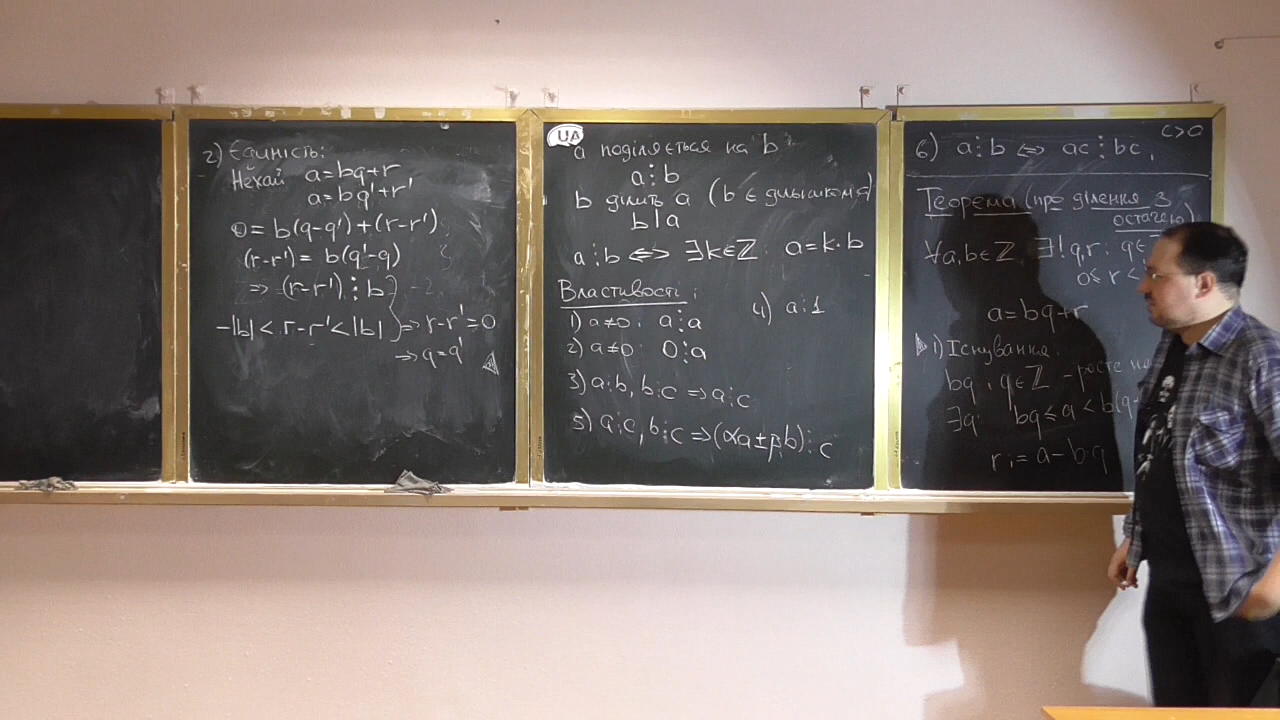 2) Єдиність:
Нехай a=bq+r
a=bq'+r'
0=b(q-q')+(r-r')
(r-r')=b(q'-q)
=> (r-r')⋮b
-|b|<r-r'<|b| => r-r'=0
=> q=q'
UA
a поділяється на b
a⋮b
b ділить a (b є дільником)
b|a
a⋮b <=> ∃k∈ℤ: a=k·b
Властивості:
1) a≠0: a⋮a
4) a⋮1
2) a≠0: 0⋮a
3) a⋮b, b⋮c => a⋮c
5) a⋮c, b⋮c => (αa±βb)⋮c
c>0
6) a⋮b <=> ac⋮bc,
Теорема (про ділення з
остачею)
∀a,b∈ℤ ∃! q,r: q∈
0≤r<
a=bq+r
1) Існування:
bq, q∈ℤ - росте
∃q: bq≤a<b(q
r:=a-b·q